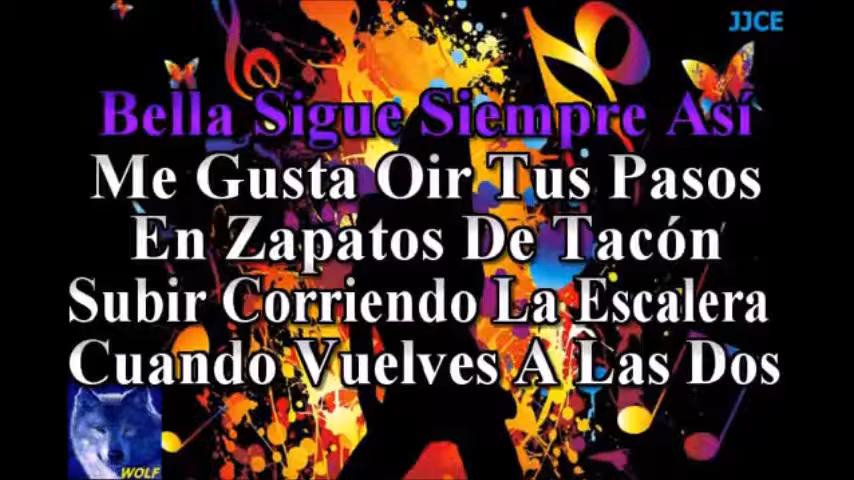 JJCE
Bella Sigue Siempre Así
Me Gusta Oir Tus Pasos
En Zapatos De Tacón
Subir Corriendo La Escalera
Cuando Vuelves A Las Dos
WOLF